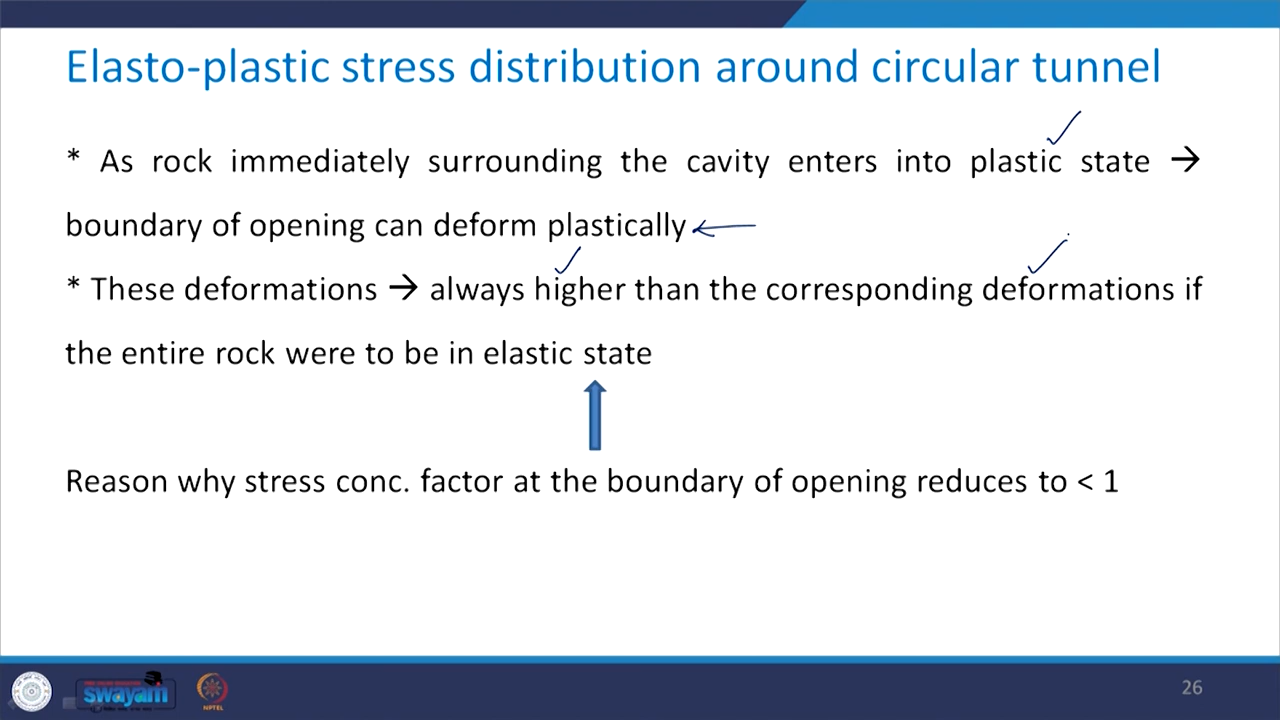 Elasto-plastic stress distribution around circular tunnel
* As rock immediately surrounding the cavity enters into plastic state →
boundary of opening can deform plastically
* These deformations → always higher than the corresponding deformations if
the entire rock were to be in elastic state
Reason why stress conc. factor at the boundary of opening reduces to < 1
swayam
NPTEL
26